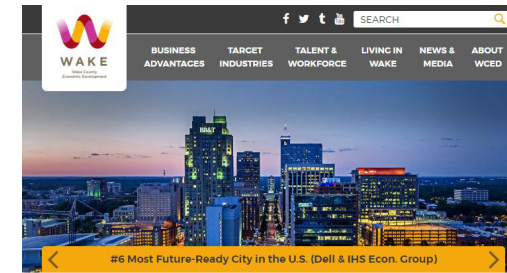 SEARCH
WAKE
Wake County
Economic Development
BUSINESS
ADVANTAGES
TARGET
INDUSTRIES
TALENT &
WORKFORCE
LIVING IN
WAKE
NEWS &
MEDIA
ABOUT
WCED
BB&T
#6 Most Future-Ready City in the U.S. (Dell & IHS Econ. Group)